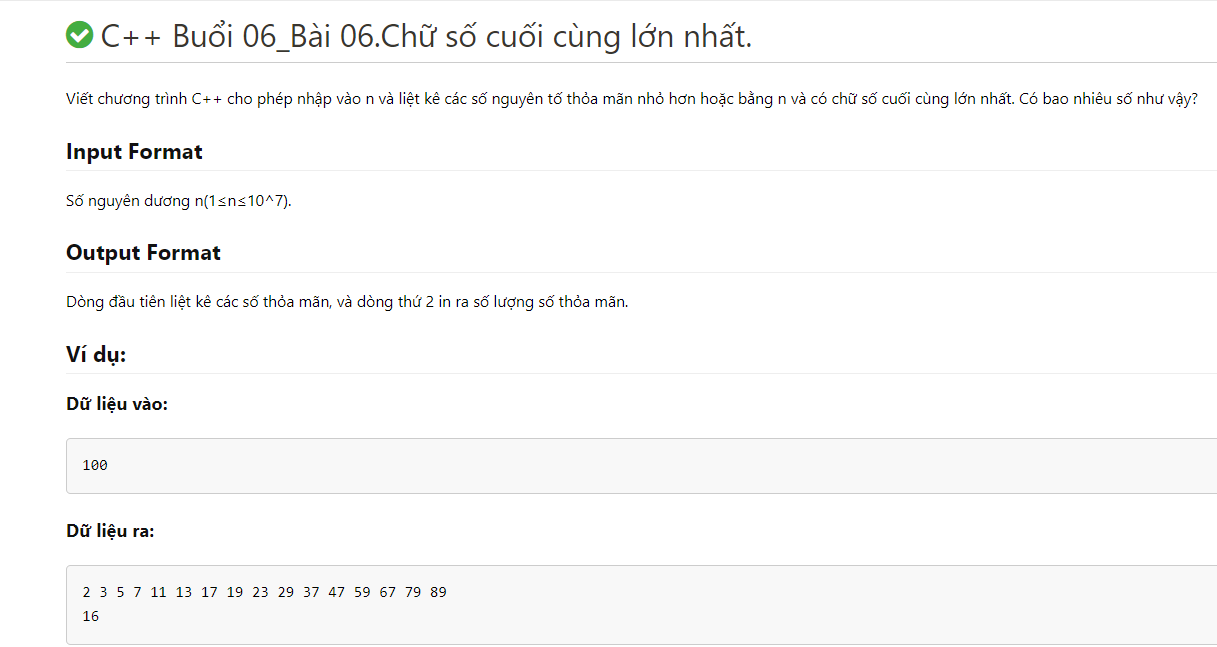 C++ Buổi 06_Bài 06.Chữ số cuối cùng lớn nhất.
Viết chương trình C++ cho phép nhập vào n và liệt kê các số nguyên tố thỏa mãn nhỏ hơn hoặc bằng n và có chữ số cuối cùng lớn nhất. Có bao nhiêu số như vậy?
Input Format
Số nguyên dương n(1≤n≤10^7).
Output Format
Dòng đầu tiên liệt kê các số thỏa mãn, và dòng thứ 2 in ra số lượng số thỏa mãn.
Ví dụ:
Dữ liệu vào:
100
Dữ liệu ra:
2 3 5 7 11 13 17 19 23 29 37 47 59 67 79 89
16